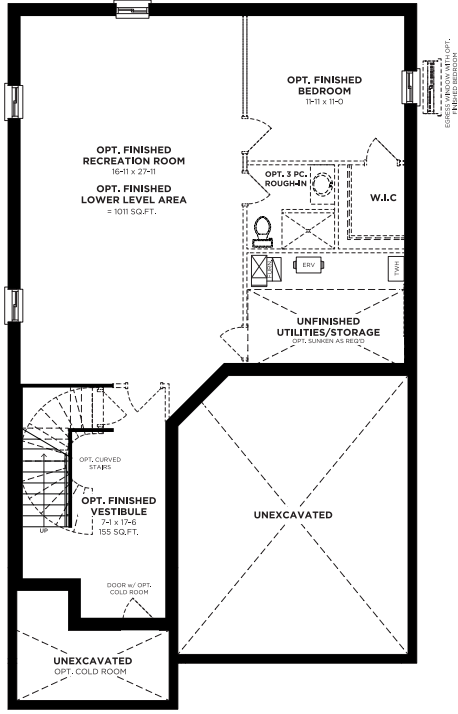 OPT. FINISHED
BEDROOM
11-11 x 11-0
EGRESS WINDOW WITH OPT.
FINISHED BEDROOM
OPT. FINISHED
RECREATION ROOM
16-11 x 27-11
OPT. FINISHED
LOWER LEVEL AREA
= 1011 SQ.FT.
OPT. 3 PC.
ROUGH-IN
W.I.C
FURN
ERV
TWH
UNFINISHED
UTILITIES/STORAGE
OPT. SUNKEN AS REQ'D
OPT. CURVED
STAIRS
OPT. FINISHED
VESTIBULE
7-1 x 17-6
155 SQ.FT.
UP
UNEXCAVATED
DOOR w/ OPT.
COLD ROOM
UNEXCAVATED
OPT. COLD ROOM